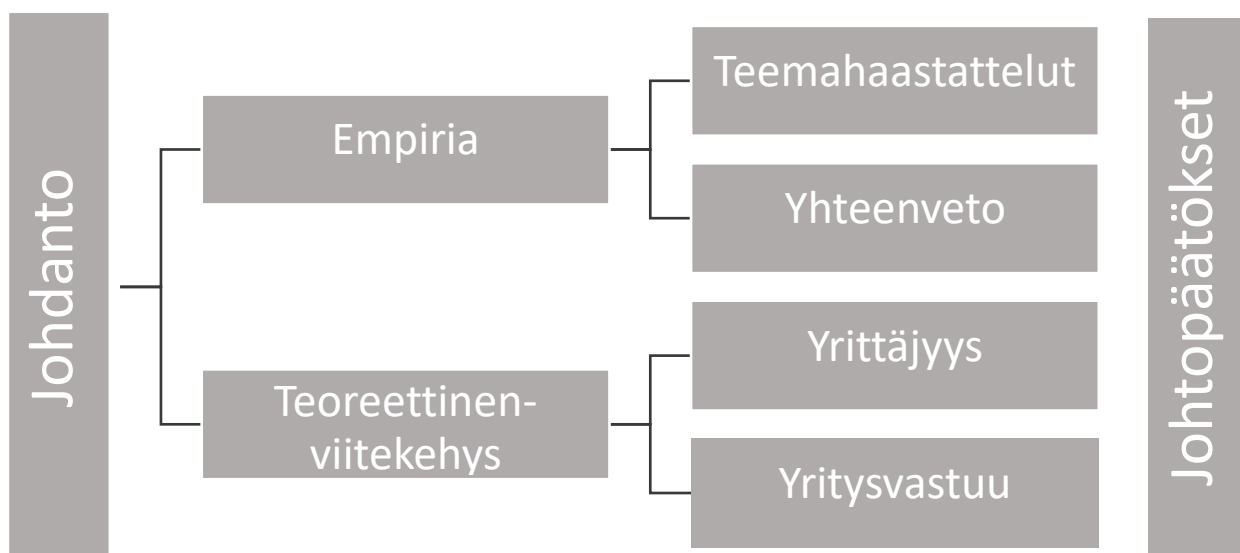 Johdanto
Empiria
Teemahaastattelut
Yhteenveto
Teoreettinen-
viitekehys
Yrittäjyys
Yritysvastuu
Johtopäätökset